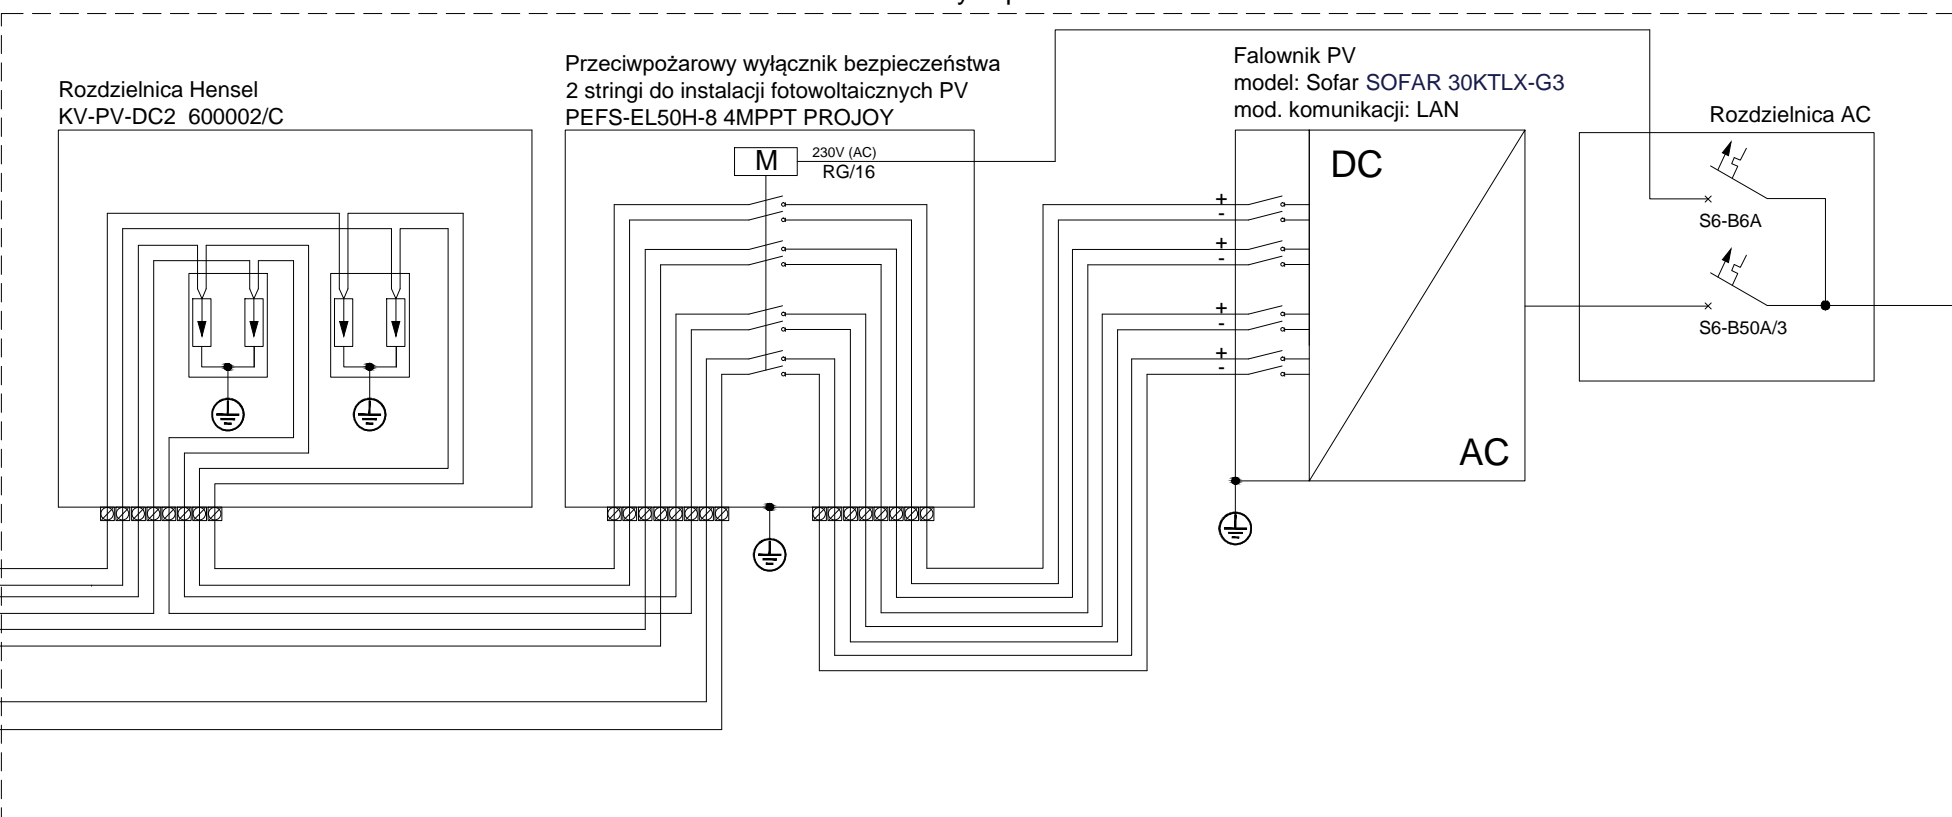 Rozdzielnica Hensel
KV-PV-DC2 600002/C
Przeciwpożarowy wyłącznik bezpieczeństwa
2 stringi do instalacji fotowoltaicznych PV
PEFS-EL50H-8 4MPPT PROJOY
M
230V (AC)
RG/16
Falownik PV
model: Sofar SOFAR 30KTLX-G3
mod. komunikacji: LAN
DC
AC
+
-
+
-
+
-
+
-
Rozdzielnica AC
S6-B6A
S6-B50A/3